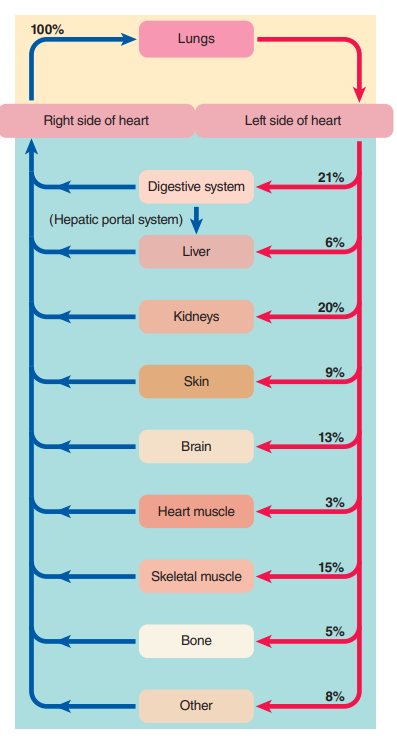 100%
Lungs
Right side of heart
Left side of heart
21%
Digestive system
(Hepatic portal system)
6%
Liver
20%
Kidneys
9%
Skin
13%
Brain
3%
Heart muscle
15%
Skeletal muscle
5%
Bone
8%
Other